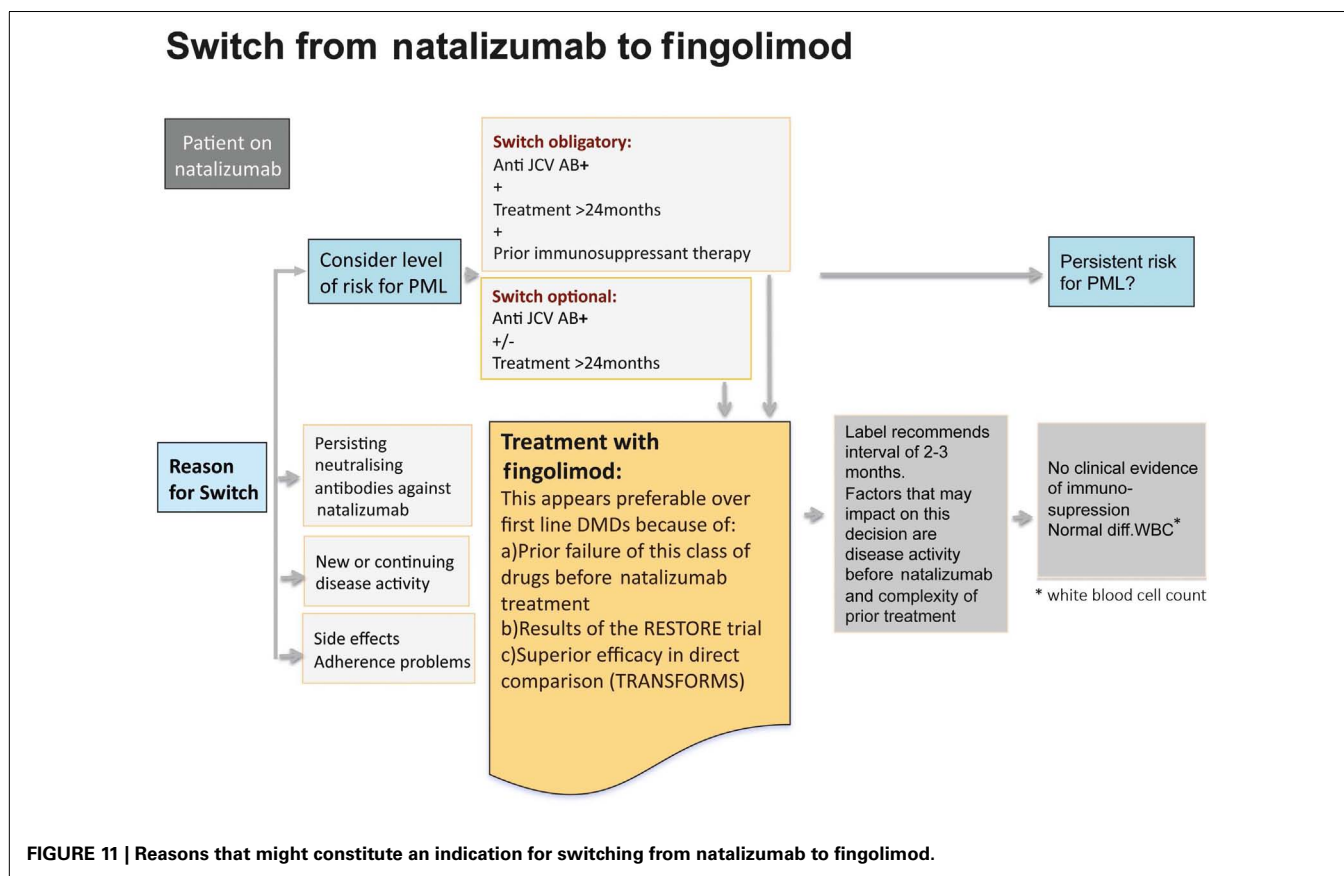 Switch from natalizumab to fingolimod
Patient on
natalizumab
Switch obligatory:
Anti JCV AB+
+
Treatment >24months
+
Prior immunosuppressant therapy
Consider level
of risk for PML
Persistent risk
for PML?
Switch optional:
Anti JCV AB+
+/-
Treatment >24months
Reason
for Switch
Persisting
neutralising
antibodies against
natalizumab
New or continuing
disease activity
Side effects
Adherence problems
Treatment with
fingolimod:
This appears preferable over
first line DMDs because of:
a)Prior failure of this class of
drugs before natalizumab
treatment
b)Results of the RESTORE trial
c)Superior efficacy in direct
comparison (TRANSFORMS)
Label recommends
interval of 2-3
months.
Factors that may
impact on this
decision are
disease activity
before natalizumab
and complexity of
prior treatment
No clinical evidence
of immuno-
supression
Normal diff.WBC*
* white blood cell count
FIGURE 11 | Reasons that might constitute an indication for switching from natalizumab to fingolimod.